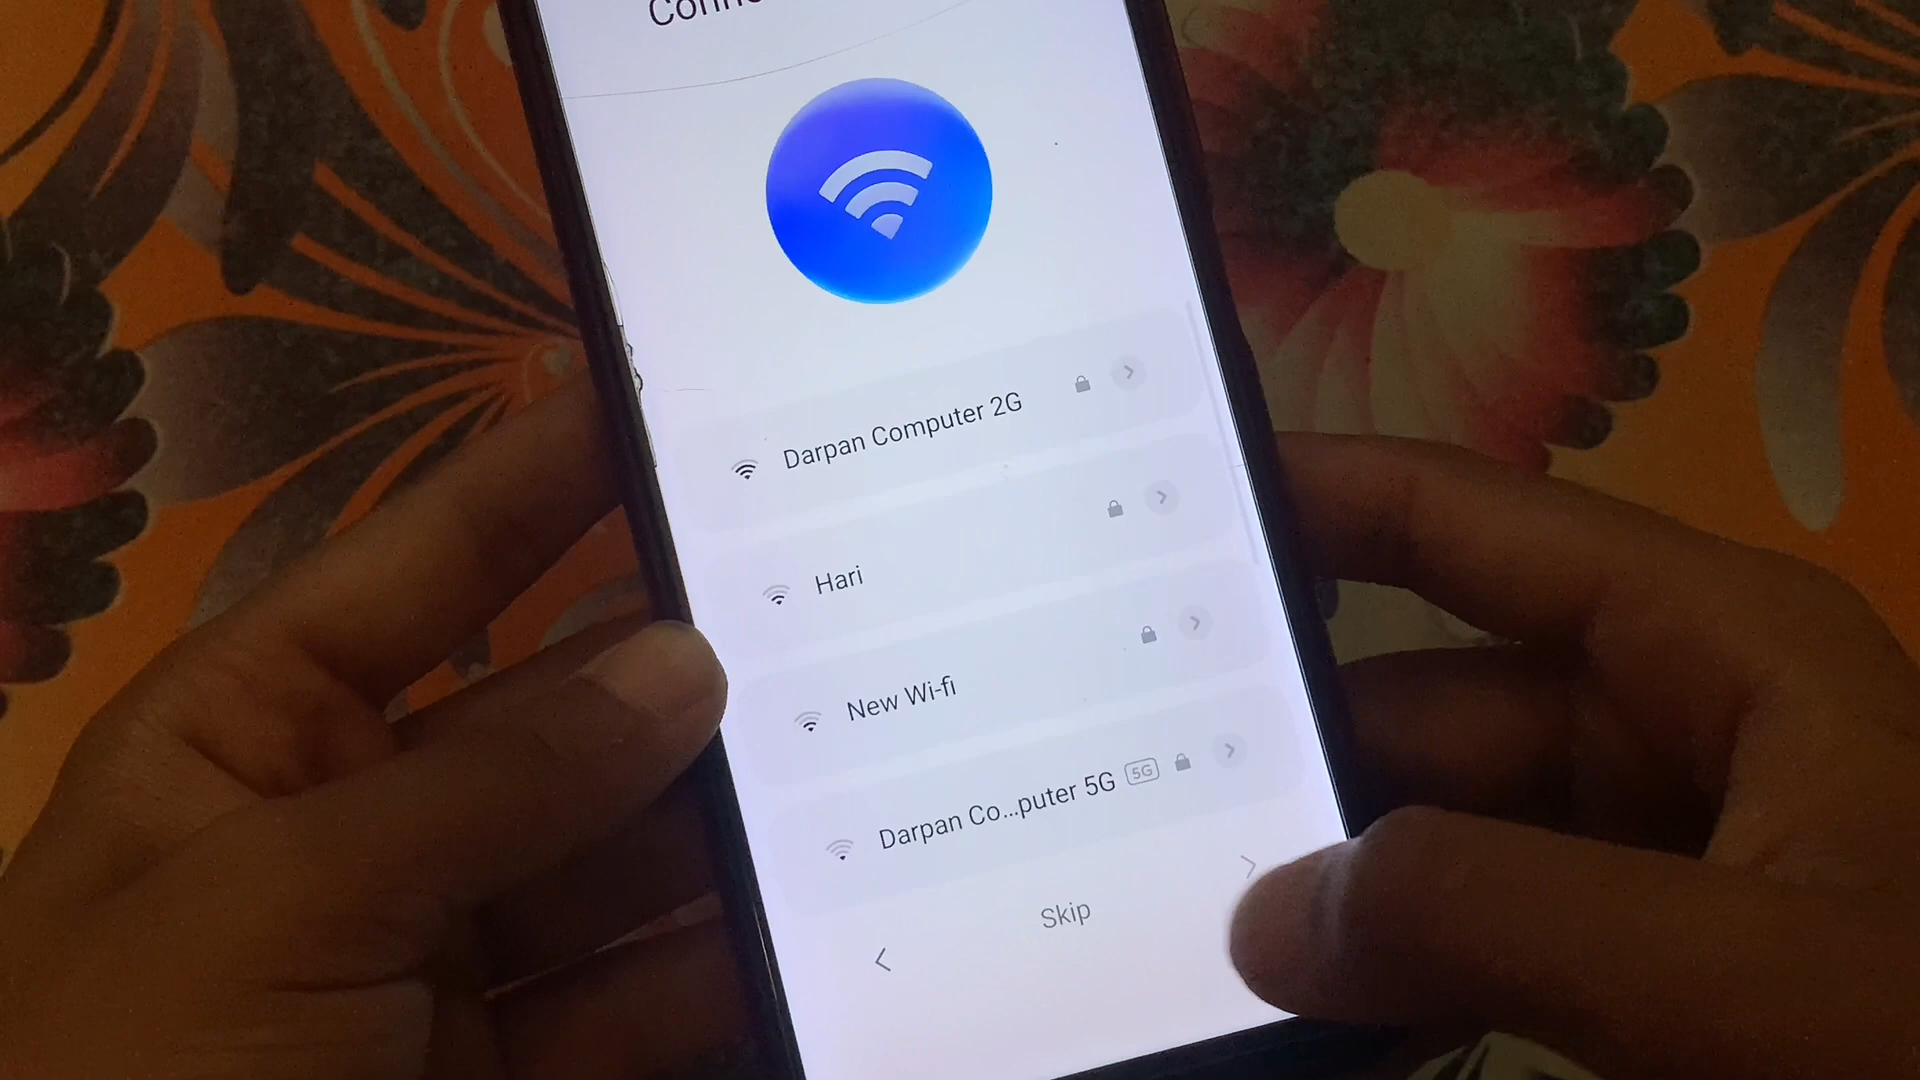 Darpan Computer 2G
Hari
New Wi-fi
Darpan Co...puter 5G 5G
Skip